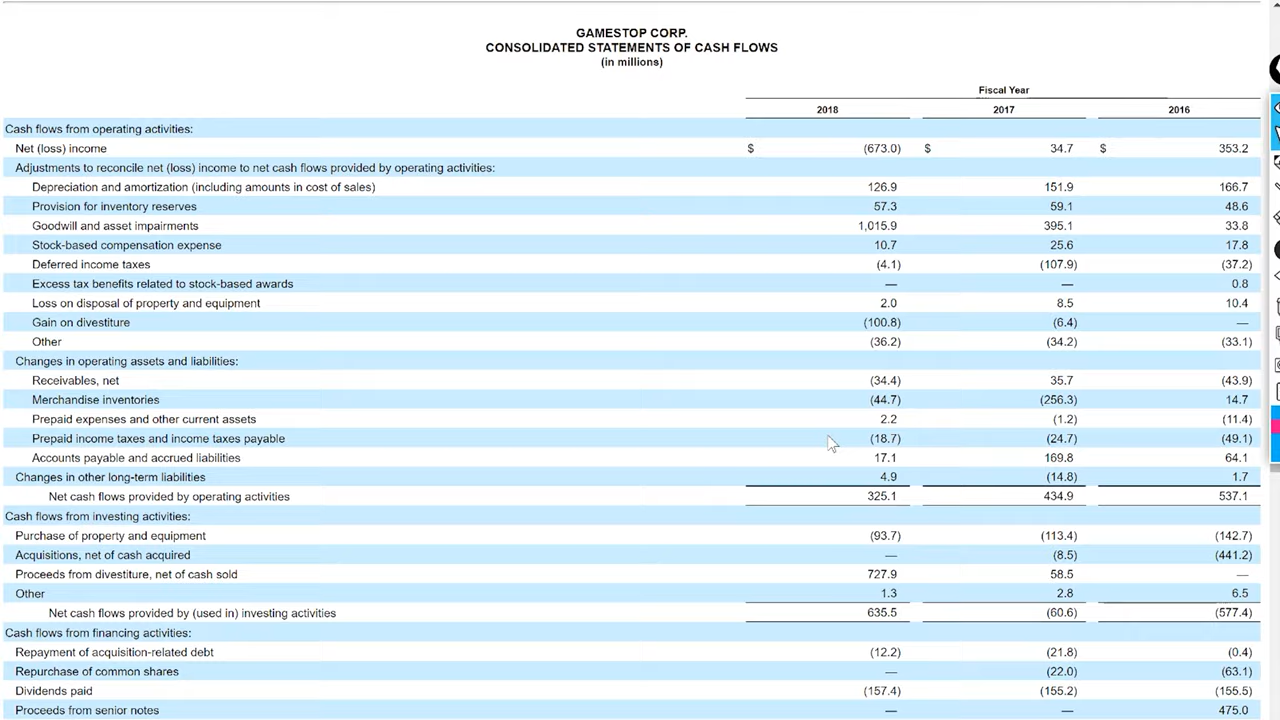 GAMESTOP CORP.
CONSOLIDATED STATEMENTS OF CASH FLOWS
(in millions)
Fiscal Year
2018 2017 2016
Cash flows from operating activities:
Net (loss) income $ (673.0) $ 34.7 $ 353.2
Adjustments to reconcile net (loss) income to net cash flows provided by operating activities:
Depreciation and amortization (including amounts in cost of sales) 126.9 151.9 166.7
Provision for inventory reserves 57.3 59.1 48.6
Goodwill and asset impairments 1,015.9 395.1 33.8
Stock-based compensation expense 10.7 25.6 17.8
Deferred income taxes (4.1) (107.9) (37.2)
Excess tax benefits related to stock-based awards — — 0.8
Loss on disposal of property and equipment 2.0 8.5 10.4
Gain on divestiture (100.8) (6.4) —
Other (36.2) (34.2) (33.1)
Changes in operating assets and liabilities:
Receivables, net (34.4) 35.7 (43.9)
Merchandise inventories (44.7) (256.3) 14.7
Prepaid expenses and other current assets 2.2 (1.2) (11.4)
Prepaid income taxes and income taxes payable (18.7) (24.7) (49.1)
Accounts payable and accrued liabilities 17.1 169.8 64.1
Changes in other long-term liabilities 4.9 (14.8) 1.7
Net cash flows provided by operating activities 325.1 434.9 537.1
Cash flows from investing activities:
Purchase of property and equipment (93.7) (113.4) (142.7)
Acquisitions, net of cash acquired — (8.5) (441.2)
Proceeds from divestiture, net of cash sold 727.9 58.5 —
Other 1.3 2.8 6.5
Net cash flows provided by (used in) investing activities 635.5 (60.6) (577.4)
Cash flows from financing activities:
Repayment of acquisition-related debt (12.2) (21.8) (0.4)
Repurchase of common shares — (22.0) (63.1)
Dividends paid (157.4) (155.2) (155.5)
Proceeds from senior notes — — 475.0